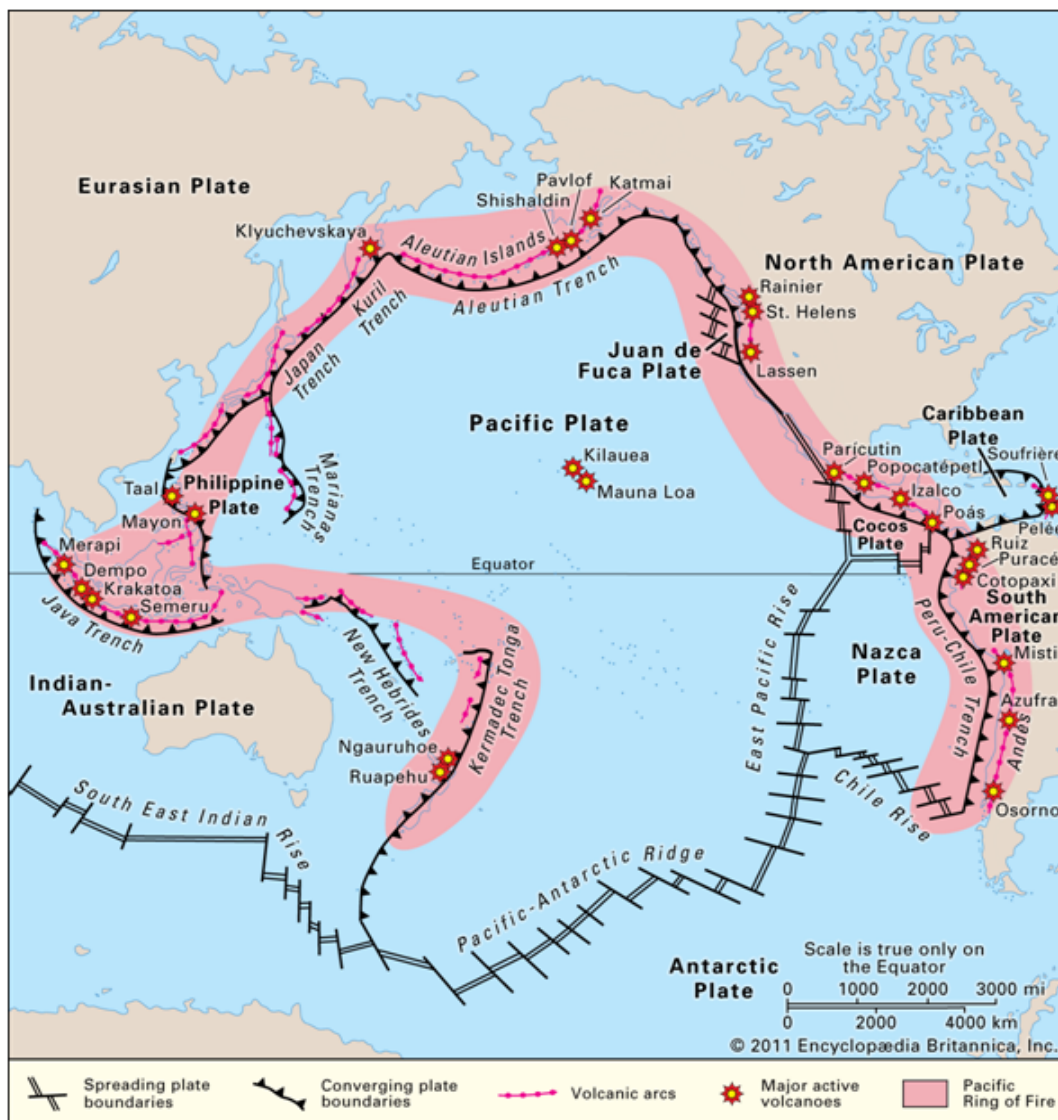 Eurasian Plate
Pavlof
Katmai
Shishaldin
Klyuchevskaya
Aleutian Islands
Aleutian Trench
Kuril
Trench
Japan
Trench
North American Plate
Rainier
St. Helens
Lassen
Juan de
Fuca Plate
Pacific Plate
Kilauea
Mauna Loa
Caribbean
Plate
Soufrière
Parícutin
Popocatépetl
Izalco
Poás
Pelée
Cocos
Plate
Ruiz
Puracé
Cotopaxi
South
American
Plate
Misti
Taal
Philippine
Plate
Mayon
Marianas
Trench
Merapi
Dempo
Krakatoa
Semeru
Java Trench
Equator
Indian-
Australian Plate
New Hebrides
Trench
Kermadec Tonga
Trench
Ngauruhoe
Ruapehu
East Pacific Rise
Nazca
Plate
Peru-Chile Trench
Azufral
Andes
Chile Rise
Osorno
South East Indian Rise
Pacific-Antarctic Ridge
Antarctic
Plate
Scale is true only on
the Equator
0 1000 2000 3000 mi
0 2000 4000 km
© 2011 Encyclopædia Britannica, Inc.
Spreading plate
boundaries
Converging plate
boundaries
Volcanic arcs
Major active
volcanoes
Pacific
Ring of Fire